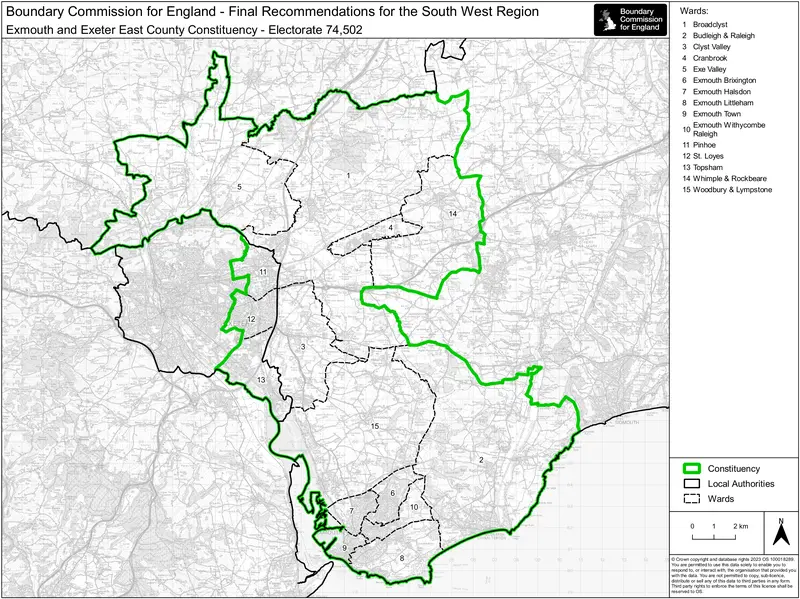 Boundary Commission for England - Final Recommendations for the South West Region
Exmouth and Exeter East County Constituency - Electorate 74,502
Boundary
Commission
for England
Wards:
1 Broadclyst
2 Budleigh & Raleigh
3 Clyst Valley
4 Cranbrook
5 Exe Valley
6 Exmouth Brixington
7 Exmouth Halsdon
8 Exmouth Littleham
9 Exmouth Town
10 Exmouth Withycombe
Raleigh
11 Pinhoe
12 St. Loyes
13 Topsham
14 Whimple & Rockbeare
15 Woodbury & Lympstone
5
1
14
4
11
12
3
13
15
2
6
7
10
9
8
SIDMOUTH
Constituency
Local Authorities
Wards
0 1 2 km
N
© Crown copyright and database rights 2023 OS 100018289.
You are permitted to use this data solely to enable you to
respond to, or interact with, the organisation that provided you
with the data. You are not permitted to copy, sub-licence,
distribute or sell any of this data to third parties in any form.
Third party rights to enforce the terms of this licence shall be
reserved to OS.